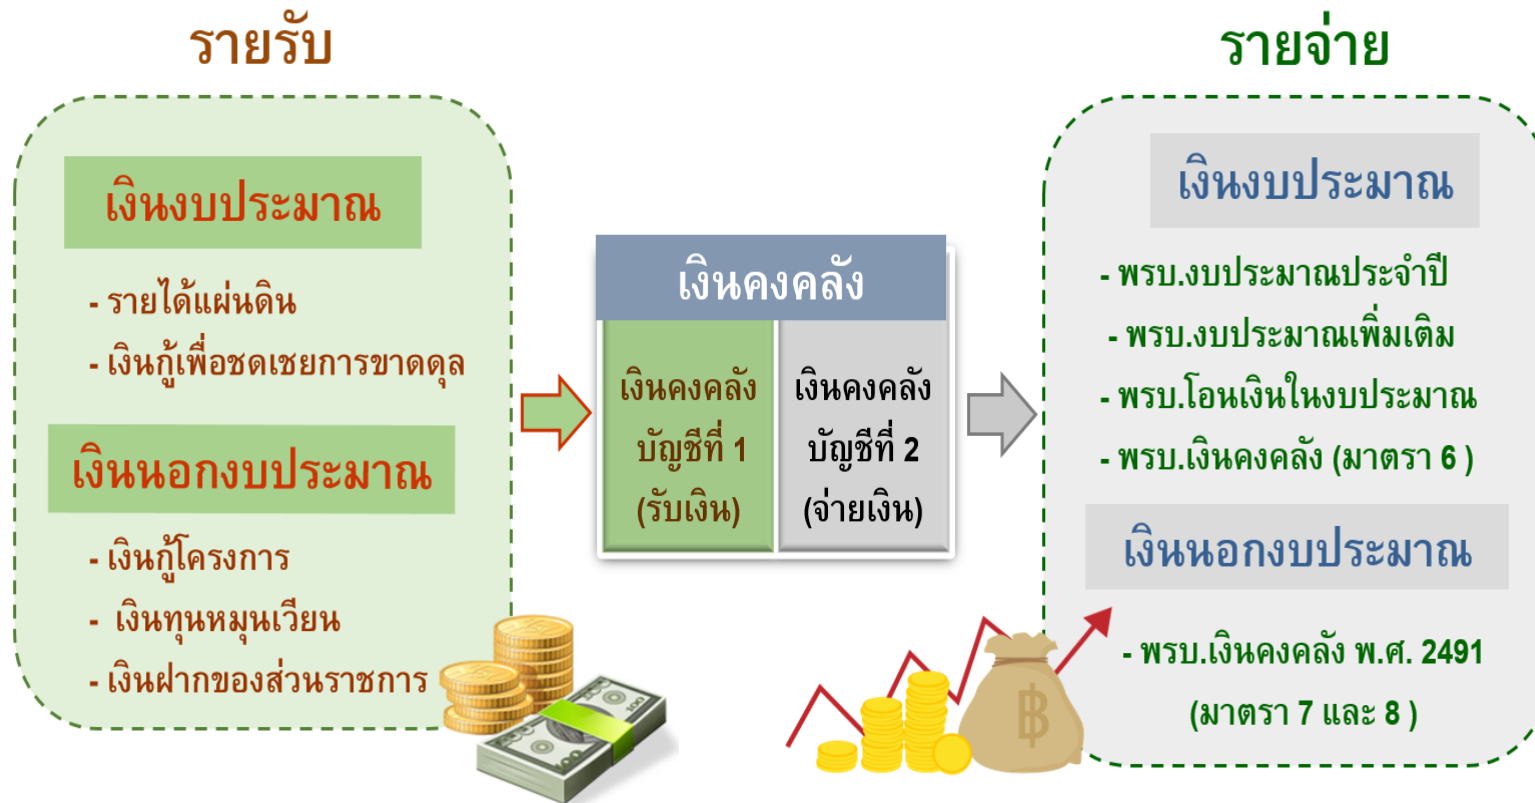 รายรับ
เงินงบประมาณ
- รายได้แผ่นดิน
- เงินกู้เพื่อชดเชยการขาดดุล
เงินนอกงบประมาณ
- เงินกู้โครงการ
- เงินทุนหมุนเวียน
- เงินฝากของส่วนราชการ
เงินคงคลัง
เงินคงคลัง
บัญชีที่ 1
(รับเงิน)
เงินคงคลัง
บัญชีที่ 2
(จ่ายเงิน)
รายจ่าย
เงินงบประมาณ
- พรบ.งบประมาณประจำปี
- พรบ.งบประมาณเพิ่มเติม
- พรบ.โอนเงินในงบประมาณ
- พรบ.เงินคงคลัง (มาตรา 6 )
เงินนอกงบประมาณ
- พรบ.เงินคงคลัง พ.ศ. 2491
(มาตรา 7 และ 8 )
100
100
฿